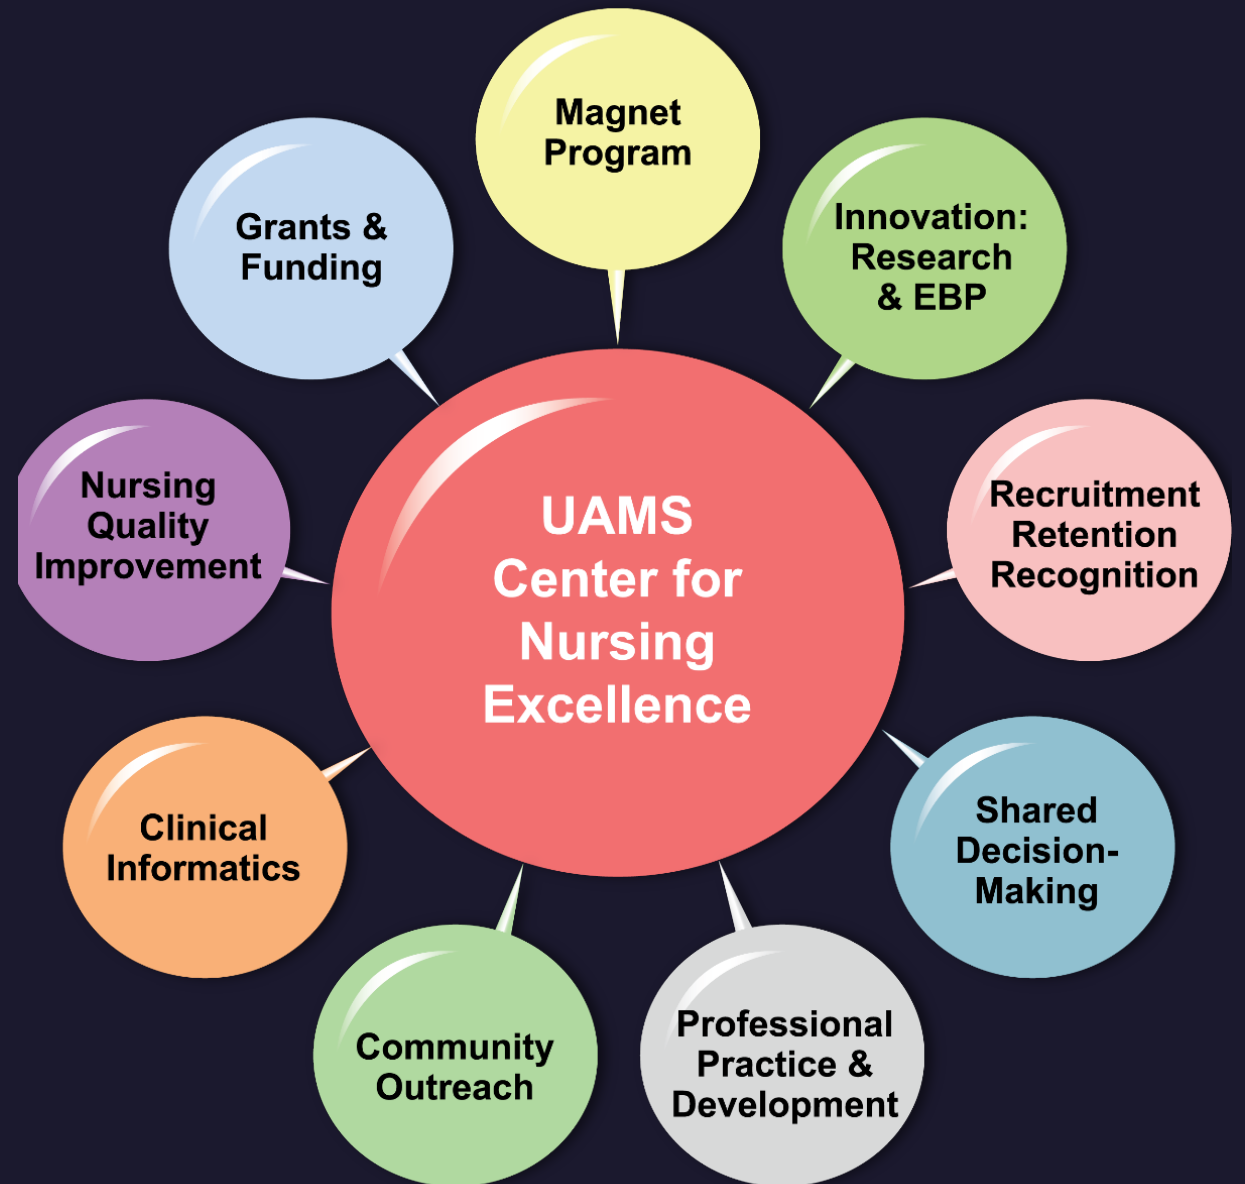 Magnet
Program
Innovation:
Research
& EBP
Recruitment
Retention
Recognition
Shared
Decision-
Making
Professional
Practice &
Development
Community
Outreach
Clinical
Informatics
Nursing
Quality
Improvement
Grants &
Funding
UAMS
Center for
Nursing
Excellence